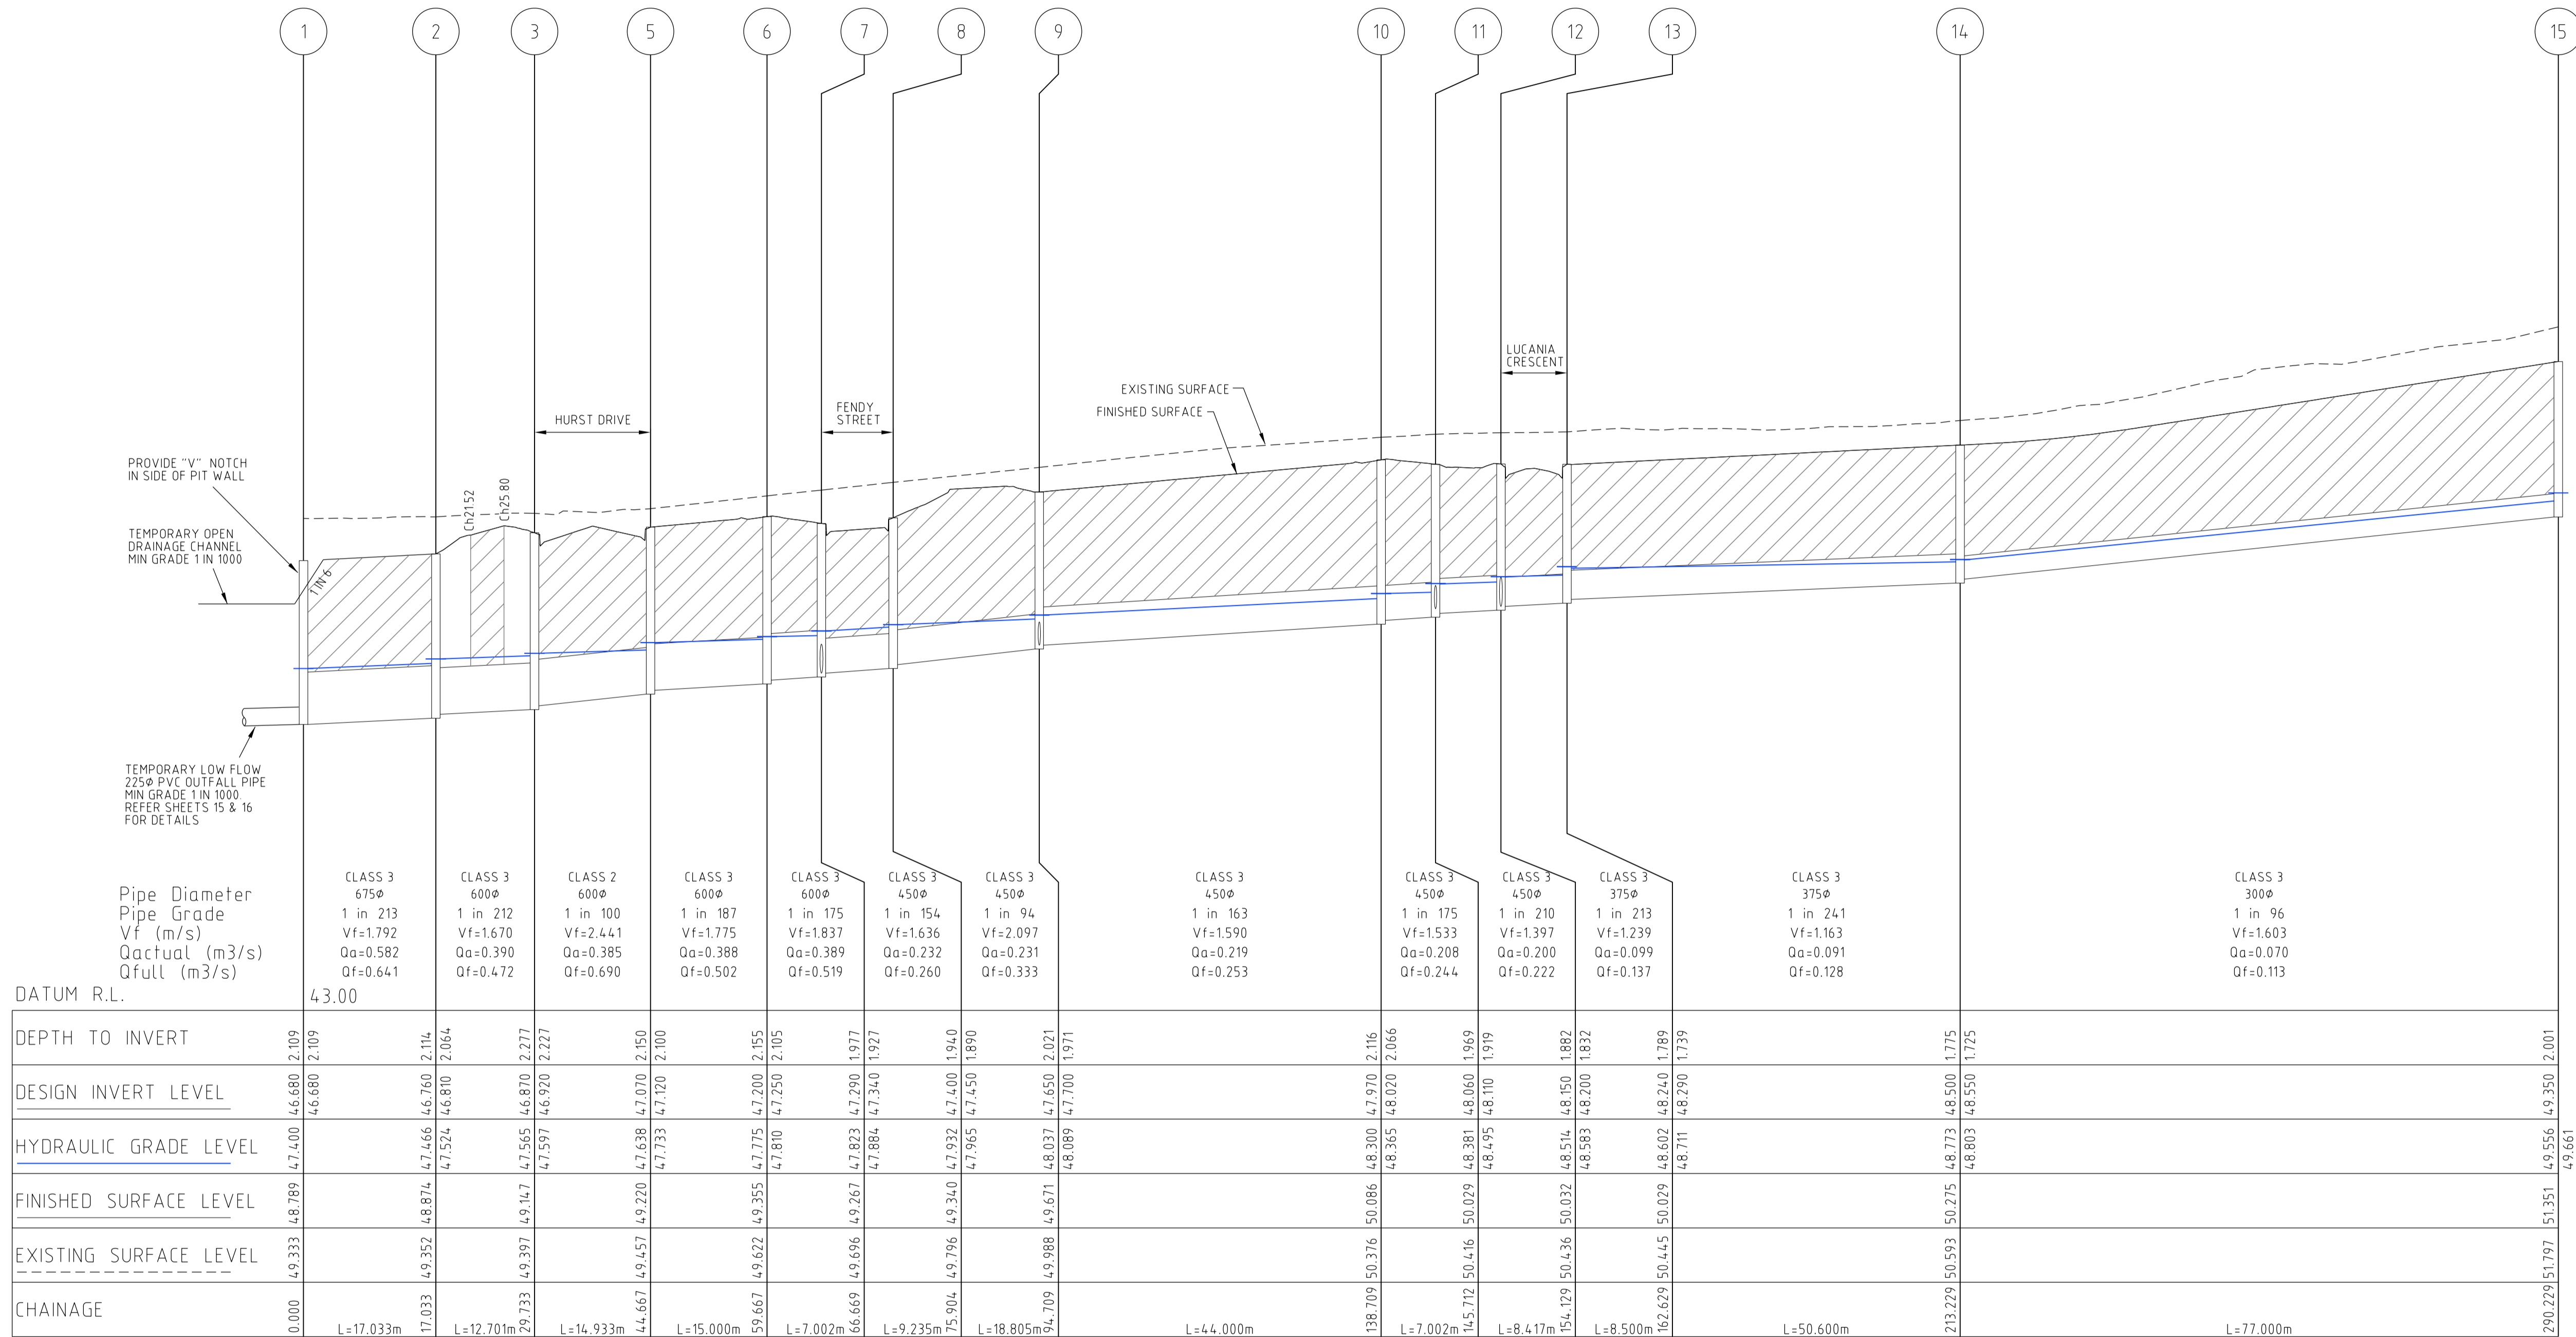 1 2 3 5 6 7 8 9 10 11 12 13 14 15
LUCANIA
CRESCENT
EXISTING SURFACE
FINISHED SURFACE
FENDY
STREET
HURST DRIVE
PROVIDE "V" NOTCH
IN SIDE OF PIT WALL
Ch21.52
Ch25.80
TEMPORARY OPEN
DRAINAGE CHANNEL
MIN GRADE 1 IN 1000
1 IN 6
TEMPORARY LOW FLOW
225Ø PVC OUTFALL PIPE
MIN GRADE 1 IN 1000.
REFER SHEETS 15 & 16
FOR DETAILS
CLASS 3 CLASS 3 CLASS 2 CLASS 3 CLASS 3 CLASS 3 CLASS 3 CLASS 3 CLASS 3 CLASS 3 CLASS 3 CLASS 3 CLASS 3
Pipe Diameter 675Ø 600Ø 600Ø 600Ø 600Ø 450Ø 450Ø 450Ø 450Ø 450Ø 375Ø 375Ø 300Ø
Pipe Grade 1 in 213 1 in 212 1 in 100 1 in 187 1 in 175 1 in 154 1 in 94 1 in 163 1 in 175 1 in 210 1 in 213 1 in 241 1 in 96
Vf (m/s) Vf=1.792 Vf=1.670 Vf=2.441 Vf=1.775 Vf=1.837 Vf=1.636 Vf=2.097 Vf=1.590 Vf=1.533 Vf=1.397 Vf=1.239 Vf=1.163 Vf=1.603
Qactual (m3/s) Qa=0.582 Qa=0.390 Qa=0.385 Qa=0.388 Qa=0.389 Qa=0.232 Qa=0.231 Qa=0.219 Qa=0.208 Qa=0.200 Qa=0.099 Qa=0.091 Qa=0.070
Qfull (m3/s) Qf=0.641 Qf=0.472 Qf=0.690 Qf=0.502 Qf=0.519 Qf=0.260 Qf=0.333 Qf=0.253 Qf=0.244 Qf=0.222 Qf=0.137 Qf=0.128 Qf=0.113
DATUM R.L. 43.00
DEPTH TO INVERT 2.109 2.109 2.114 2.064 2.277 2.227 2.150 2.100 2.155 2.105 1.977 1.927 1.940 1.890 2.021 1.971 2.116 2.066 1.969 1.919 1.882 1.832 1.789 1.739 1.775 1.725 2.001
DESIGN INVERT LEVEL 46.680 46.680 46.760 46.810 46.870 46.920 47.070 47.120 47.200 47.250 47.290 47.340 47.400 47.450 47.650 47.700 47.970 48.020 48.060 48.110 48.150 48.200 48.240 48.290 48.500 48.550 49.350
HYDRAULIC GRADE LEVEL 47.400 47.466 47.524 47.565 47.597 47.638 47.733 47.775 47.810 47.823 47.884 47.932 47.965 48.037 48.089 48.300 48.365 48.381 48.495 48.514 48.583 48.602 48.711 48.773 48.803 49.556 49.661
FINISHED SURFACE LEVEL 48.789 48.874 49.147 49.220 49.355 49.267 49.340 49.671 50.086 50.029 50.032 50.029 50.275 51.351
EXISTING SURFACE LEVEL 49.333 49.352 49.397 49.457 49.622 49.696 49.796 49.988 50.376 50.416 50.436 50.445 50.593 51.797
CHAINAGE 0.000 L=17.033m 17.033 L=12.701m 29.733 L=14.933m 44.667 L=15.000m 59.667 L=7.002m 66.669 L=9.235m 75.904 L=18.805m 94.709 L=44.000m 138.709 L=7.002m 145.712 L=8.417m 154.129 L=8.500m 162.629 L=50.600m 213.229 L=77.000m 290.229